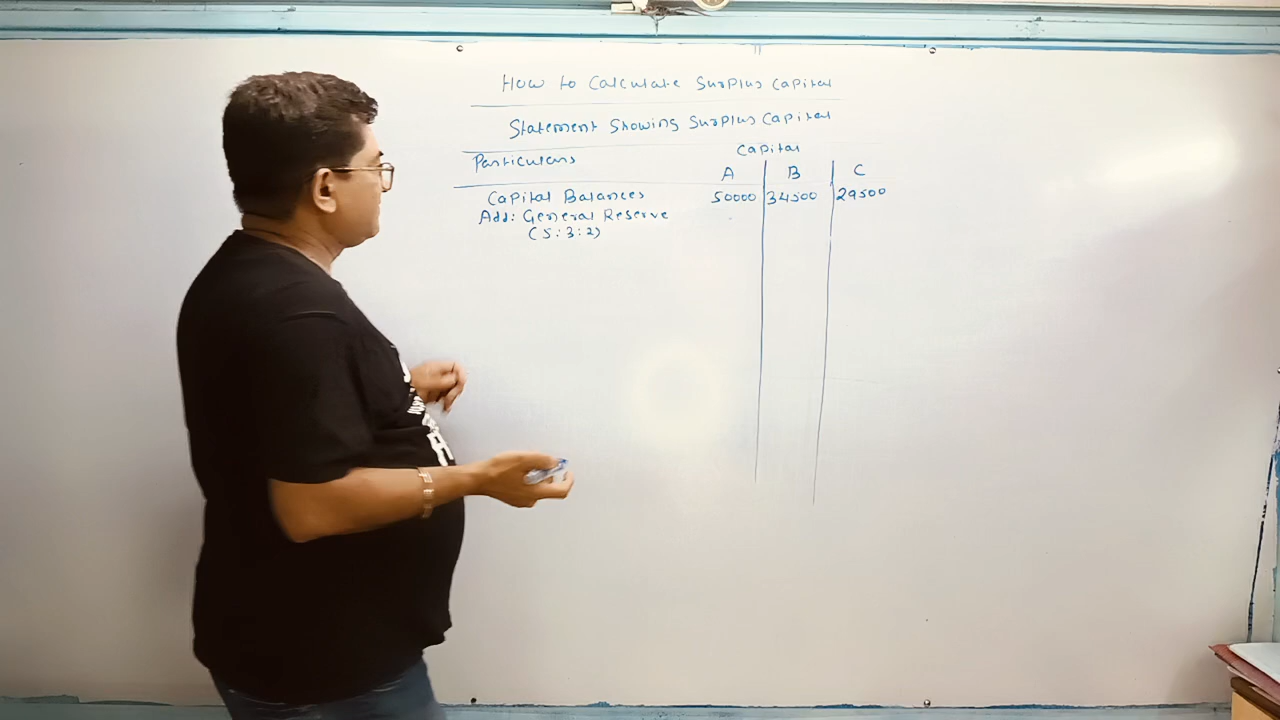 How to Calculate Surplus Capital
Statement Showing Surplus Capital
Particulars Capital
A B C
Capital Balances 50000 34500 29500
Add: General Reserve
(5:3:2)